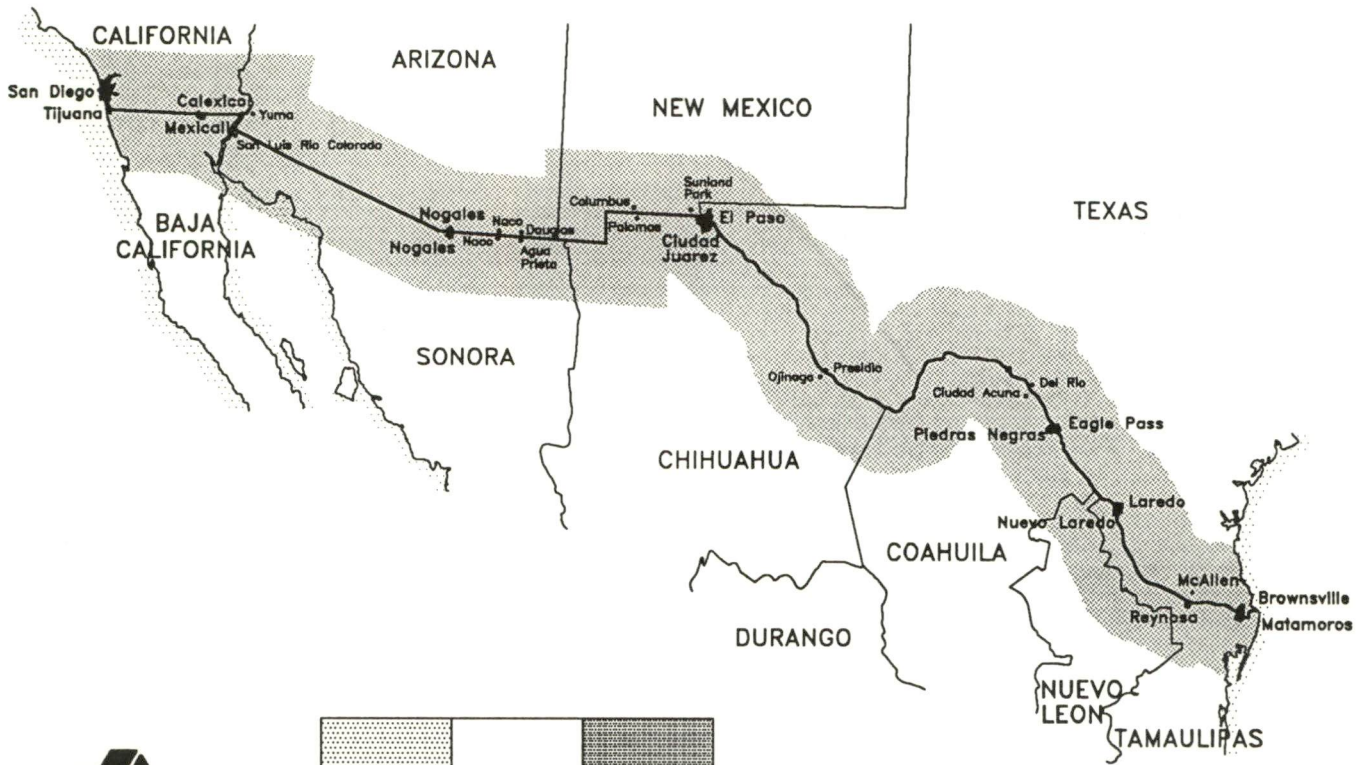 CALIFORNIA
ARIZONA
NEW MEXICO
TEXAS
San Diego
Tijuana
Calexico
Mexicali
Yuma
San Luis Rio Colorado
BAJA
CALIFORNIA
Nogales
Nogales
Naco
Naco
Douglas
Agua
Prieta
Columbus
Palomas
Sunland
Park
El Paso
Ciudad
Juarez
SONORA
Ojinaga
Presidio
Ciudad Acuna
Del Rio
Piedras Negras
Eagle Pass
CHIHUAHUA
Nuevo Laredo
Laredo
COAHUILA
McAllen
Reynosa
Brownsville
Matamoros
DURANGO
NUEVO
LEON
TAMAULIPAS